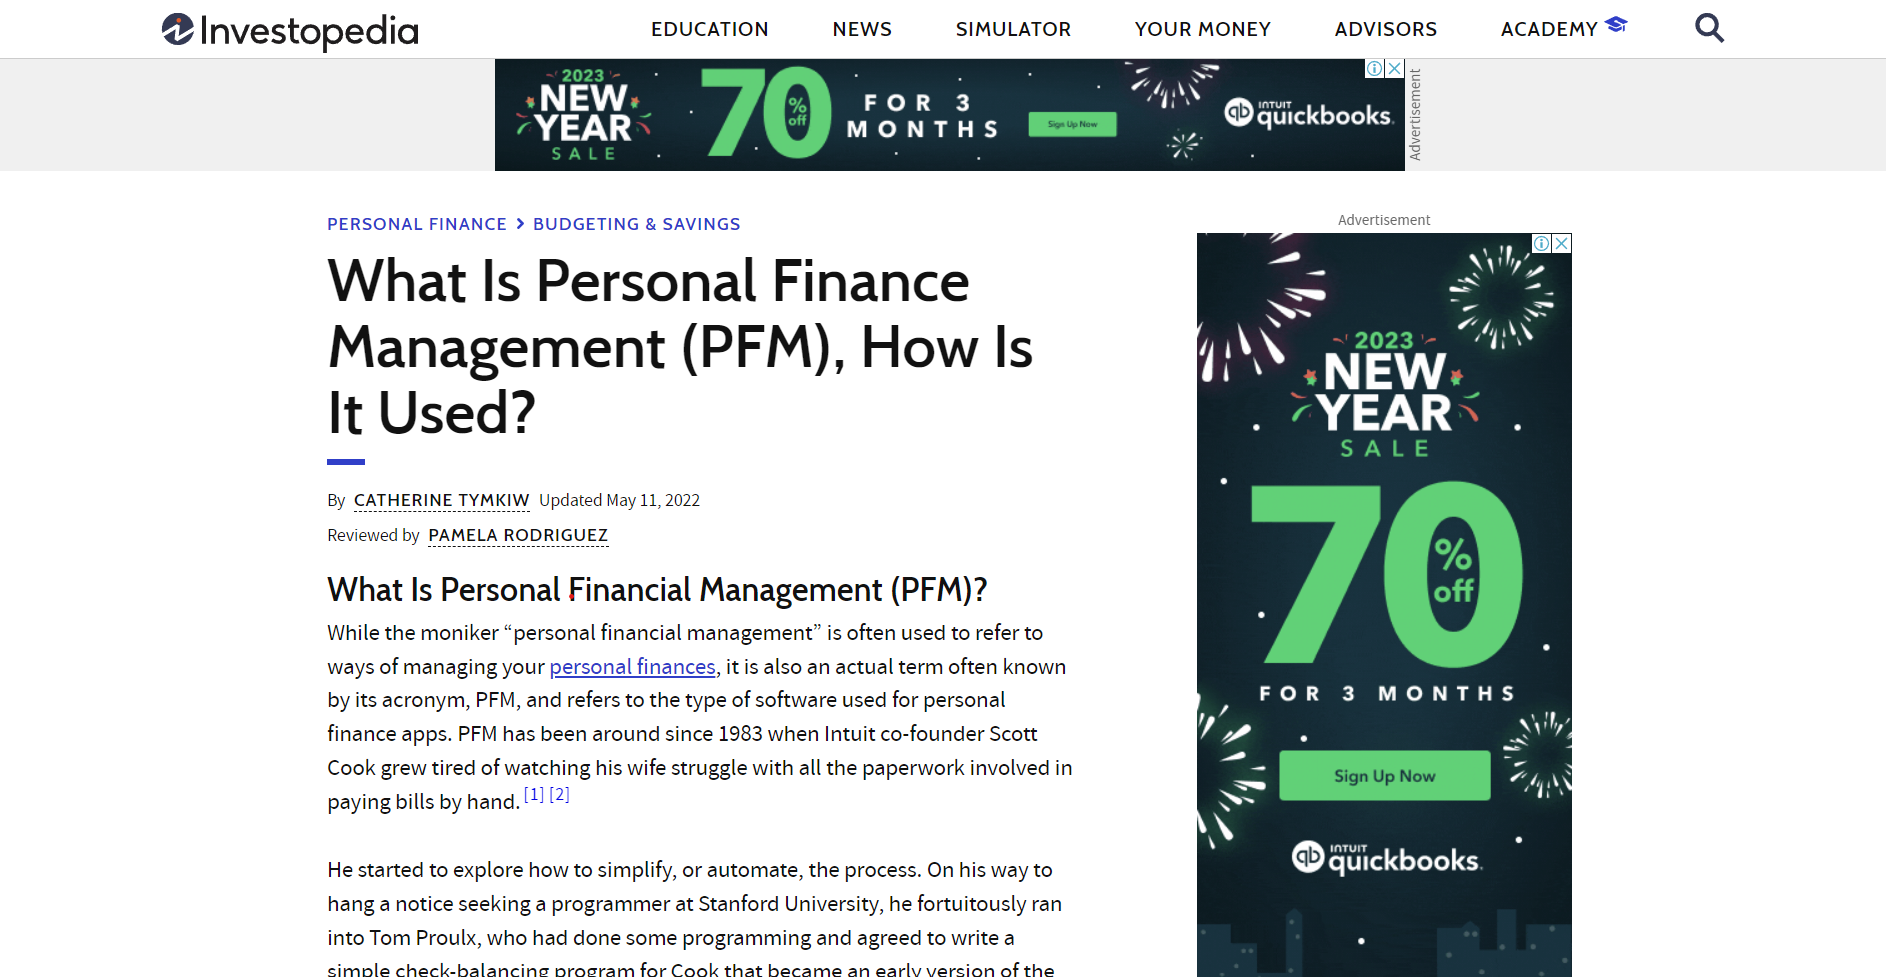 Investopedia
EDUCATION NEWS SIMULATOR YOUR MONEY ADVISORS ACADEMY
2023
NEW
YEAR
SALE
70% off
FOR 3
MONTHS
Sign Up Now
INTUIT
quickbooks.
Advertisement
PERSONAL FINANCE > BUDGETING & SAVINGS
What Is Personal Finance
Management (PFM), How Is
It Used?
By CATHERINE TYMKIW Updated May 11, 2022
Reviewed by PAMELA RODRIGUEZ
What Is Personal Financial Management (PFM)?
While the moniker “personal financial management” is often used to refer to
ways of managing your personal finances, it is also an actual term often known
by its acronym, PFM, and refers to the type of software used for personal
finance apps. PFM has been around since 1983 when Intuit co-founder Scott
Cook grew tired of watching his wife struggle with all the paperwork involved in
paying bills by hand. [1] [2]
He started to explore how to simplify, or automate, the process. On his way to
hang a notice seeking a programmer at Stanford University, he fortuitously ran
into Tom Proulx, who had done some programming and agreed to write a
simple check-balancing program for Cook that became an early version of the
Advertisement
2023
NEW
YEAR
SALE
70% off
FOR 3 MONTHS
Sign Up Now
INTUIT
quickbooks.